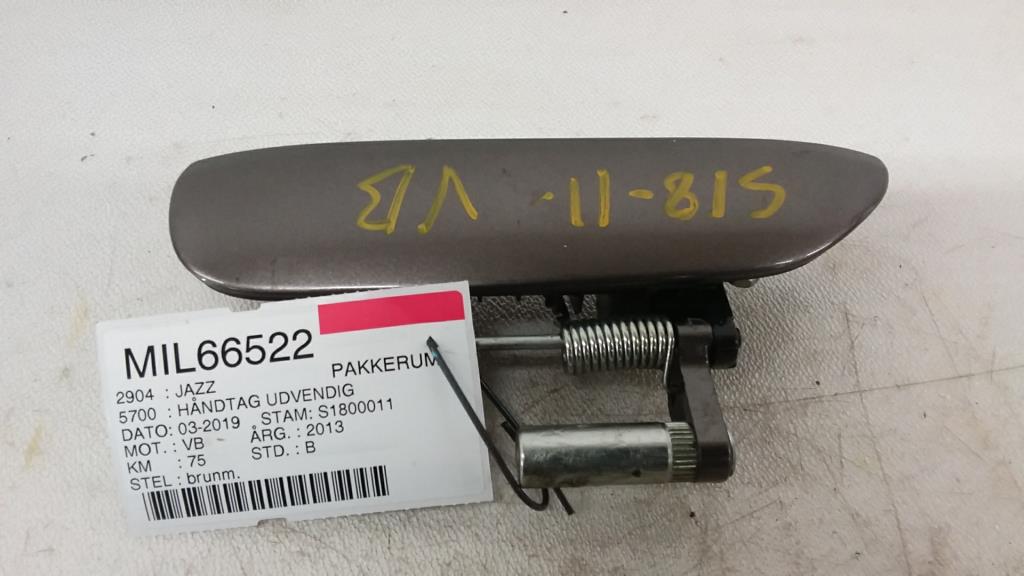 VB -11-S18
MIL66522
PAKKERUM
2904 : JAZZ
5700 : HÅNDTAG UDVENDIG
DATO: 03-2019 STAM: S1800011
MOT. : VB ÅRG. : 2013
KM : 75 STD. : B
STEL : brunm.